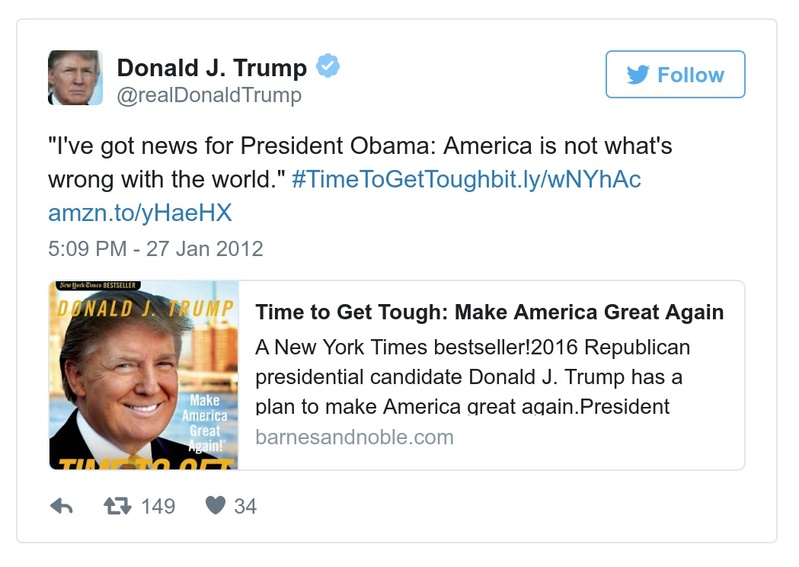 Donald J. Trump
@realDonaldTrump
Follow
"I've got news for President Obama: America is not what's
wrong with the world." #TimeToGetToughbit.ly/wNYhAc
amzn.to/yHaeHX
5:09 PM - 27 Jan 2012
New York Times BESTSELLER
DONALD J. TRUMP
Make
America
Great
Again!
TIME TO GET
Time to Get Tough: Make America Great Again
A New York Times bestseller!2016 Republican
presidential candidate Donald J. Trump has a
plan to make America great again.President
barnesandnoble.com
149
34